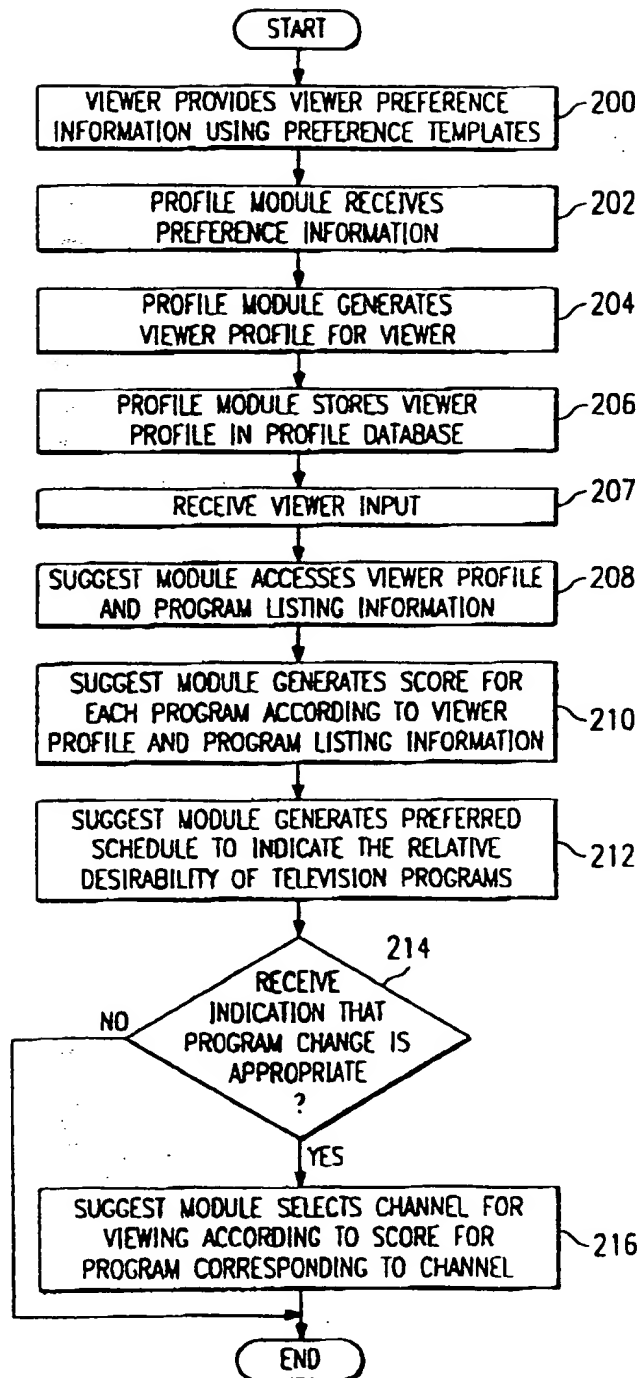 START
VIEWER PROVIDES VIEWER PREFERENCE
INFORMATION USING PREFERENCE TEMPLATES
200
PROFILE MODULE RECEIVES
PREFERENCE INFORMATION
202
PROFILE MODULE GENERATES
VIEWER PROFILE FOR VIEWER
204
PROFILE MODULE STORES VIEWER
PROFILE IN PROFILE DATABASE
206
RECEIVE VIEWER INPUT
207
SUGGEST MODULE ACCESSES VIEWER PROFILE
AND PROGRAM LISTING INFORMATION
208
SUGGEST MODULE GENERATES SCORE FOR
EACH PROGRAM ACCORDING TO VIEWER
PROFILE AND PROGRAM LISTING INFORMATION
210
SUGGEST MODULE GENERATES PREFERRED
SCHEDULE TO INDICATE THE RELATIVE
DESIRABILITY OF TELEVISION PROGRAMS
212
214
RECEIVE
INDICATION THAT
PROGRAM CHANGE IS
APPROPRIATE
?
NO
YES
SUGGEST MODULE SELECTS CHANNEL FOR
VIEWING ACCORDING TO SCORE FOR
PROGRAM CORRESPONDING TO CHANNEL
216
END